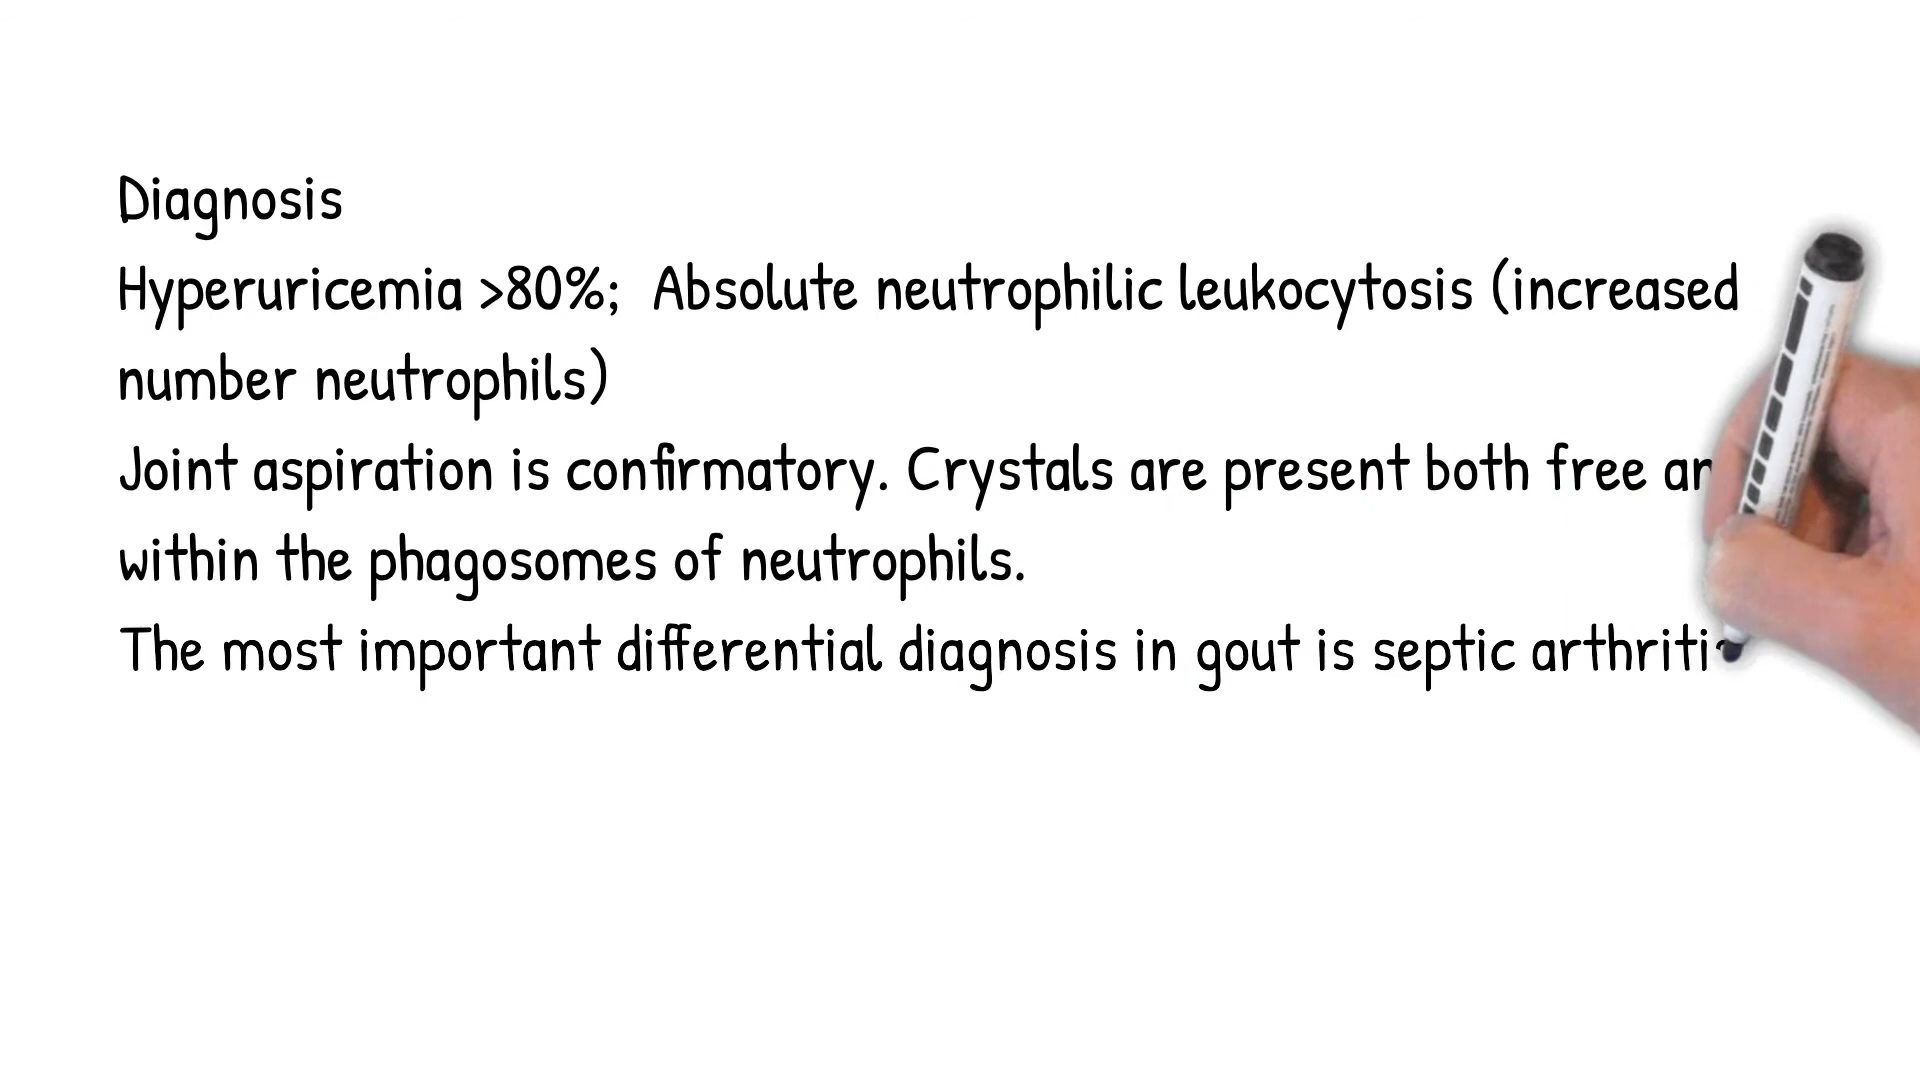 Diagnosis
Hyperuricemia >80%;  Absolute neutrophilic leukocytosis (increased
number neutrophils)
Joint aspiration is confirmatory. Crystals are present both free
within the phagosomes of neutrophils.
The most important differential diagnosis in gout is septic